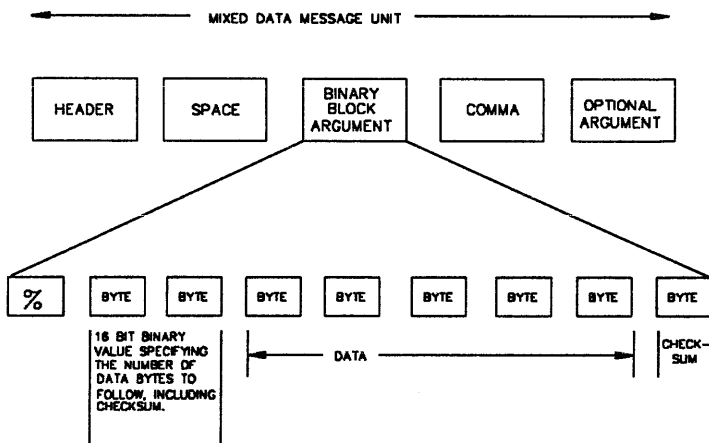 MIXED DATA MESSAGE UNIT
HEADER
SPACE
BINARY
BLOCK
ARGUMENT
COMMA
OPTIONAL
ARGUMENT
%
BYTE
BYTE
BYTE
BYTE
BYTE
BYTE
BYTE
BYTE
16 BIT BINARY
VALUE SPECIFYING
THE NUMBER OF
DATA BYTES TO
FOLLOW, INCLUDING
CHECKSUM.
DATA
CHECK-
SUM